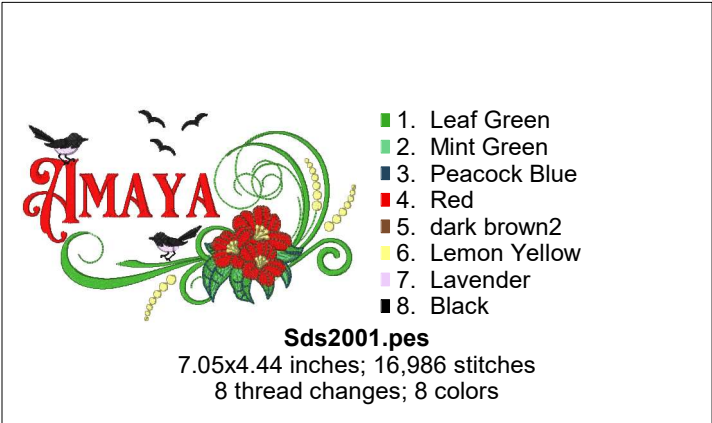 AMAYA
1. Leaf Green
2. Mint Green
3. Peacock Blue
4. Red
5. dark brown2
6. Lemon Yellow
7. Lavender
8. Black
Sds2001.pes
7.05x4.44 inches; 16,986 stitches
8 thread changes; 8 colors